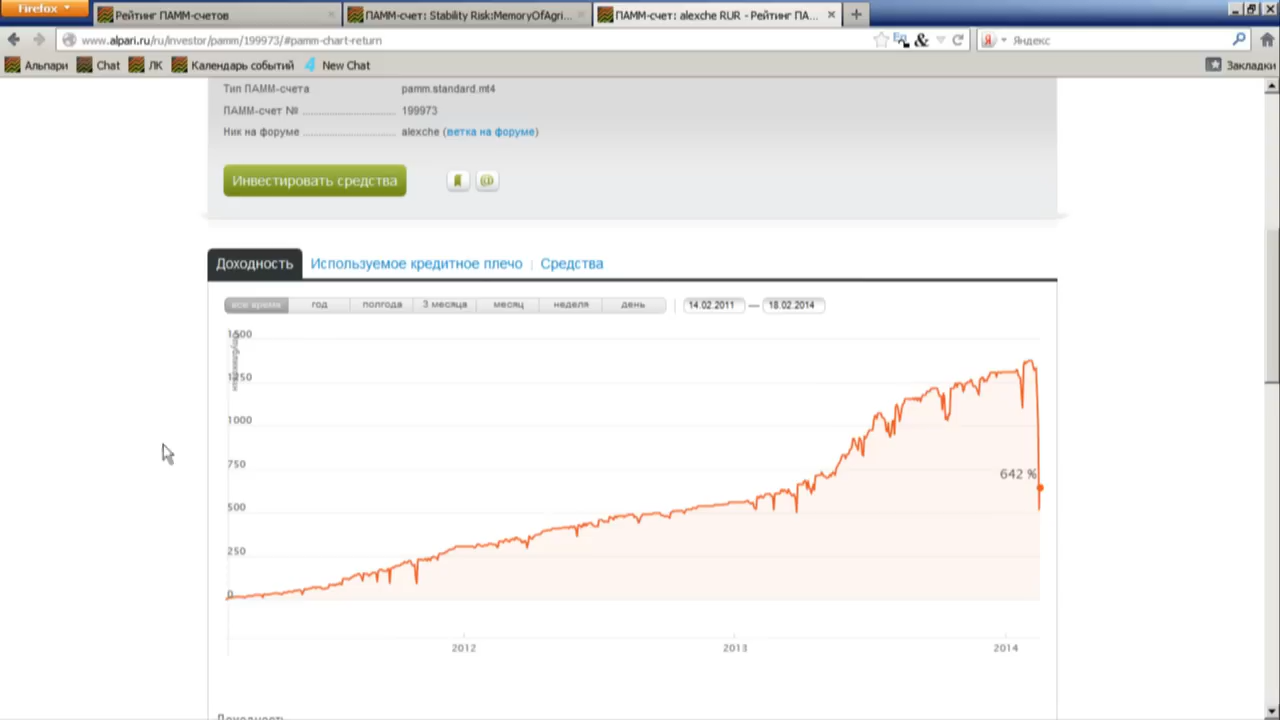 Firefox
Рейтинг ПАММ-счетов
ПАММ-счет: Stability Risk:MemoryOfAgri...
ПАММ-счет: alexche RUR - Рейтинг ПА...
www.alpari.ru/ru/investor/pamm/199973/#pamm-chart-return
Яндекс
Альпари
Chat
ЛК
Календарь событий
New Chat
Закладки
Тип ПАММ-счета pamm.standard.mt4
ПАММ-счет № 199973
Ник на форуме alexche (ветка на форуме)
Инвестировать средства
Доходность
Используемое кредитное плечо
Средства
все время
год
полгода
3 месяца
месяц
неделя
день
14.02.2011 — 18.02.2014
1500
1250
1000
750
642 %
500
250
0
2012
2013
2014
Доходность